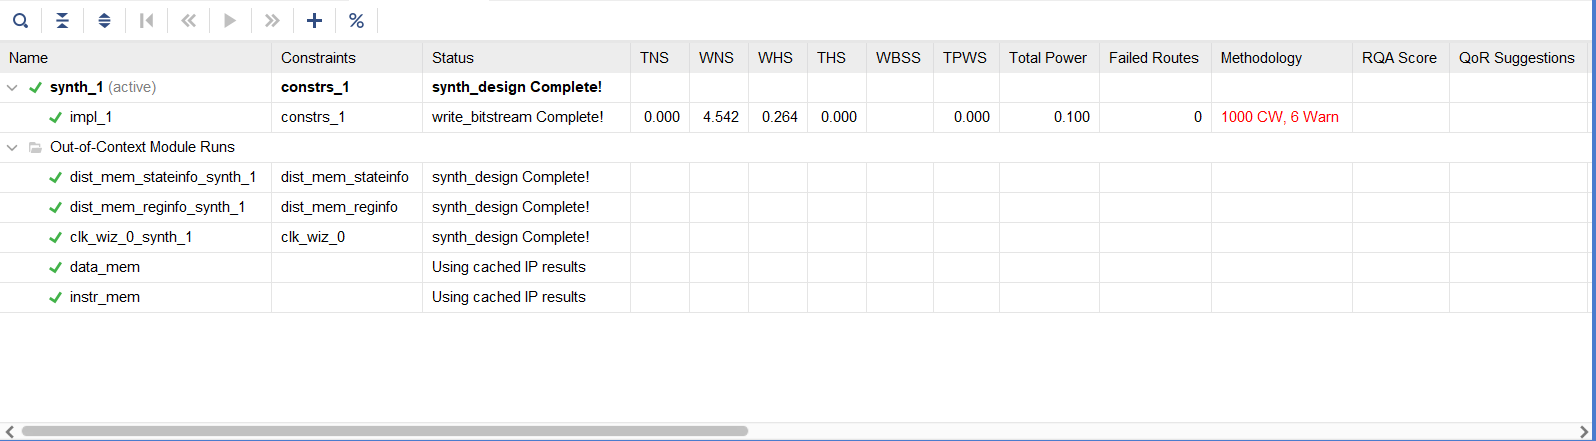 Name Constraints Status TNS WNS WHS THS WBSS TPWS Total Power Failed Routes Methodology RQA Score QoR Suggestions
synth_1 (active) constrs_1 synth_design Complete!
impl_1 constrs_1 write_bitstream Complete! 0.000 4.542 0.264 0.000 0.000 0.100 0 1000 CW, 6 Warn
Out-of-Context Module Runs
dist_mem_stateinfo_synth_1 dist_mem_stateinfo synth_design Complete!
dist_mem_reginfo_synth_1 dist_mem_reginfo synth_design Complete!
clk_wiz_0_synth_1 clk_wiz_0 synth_design Complete!
data_mem Using cached IP results
instr_mem Using cached IP results